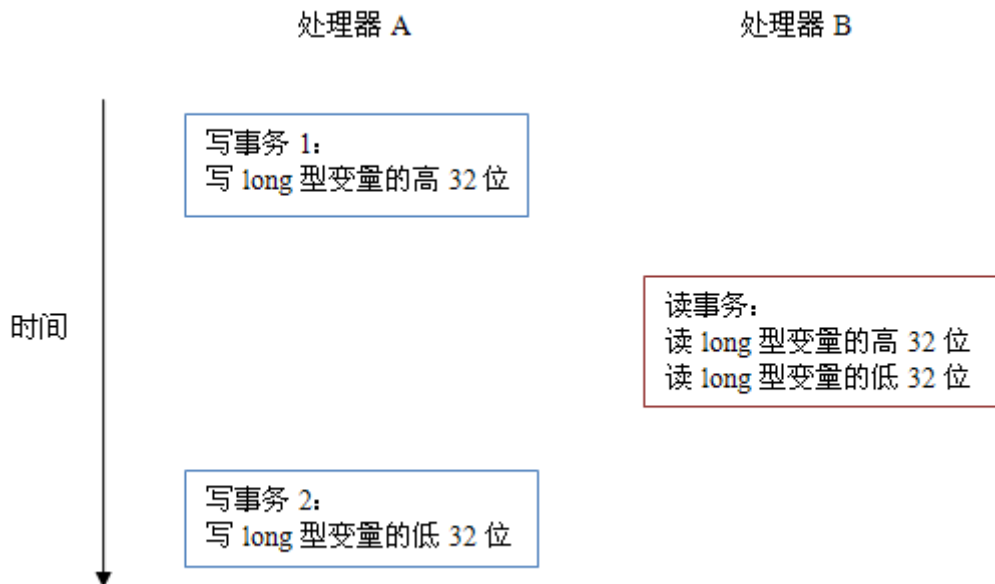 处理器 A
处理器 B
写事务 1：
写 long 型变量的高 32 位
时间
读事务：
读 long 型变量的高 32 位
读 long 型变量的低 32 位
写事务 2：
写 long 型变量的低 32 位